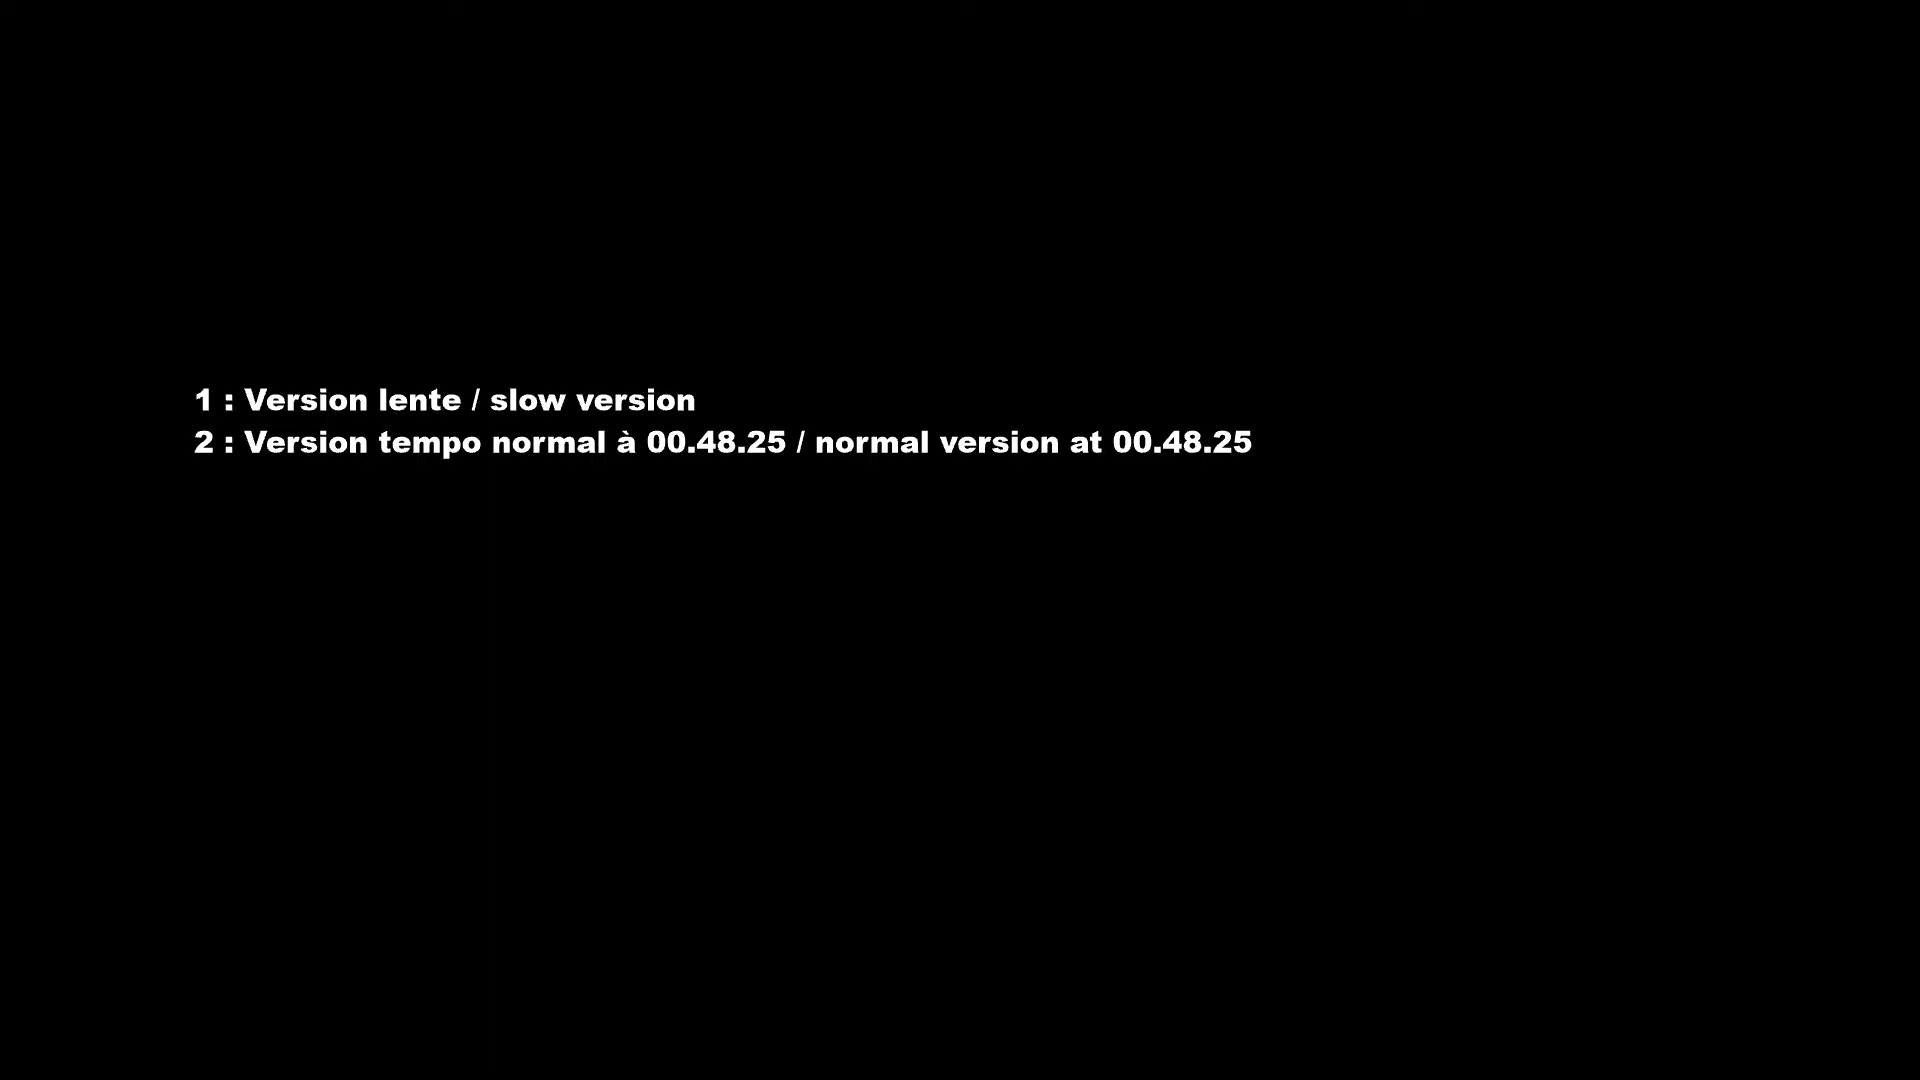 1 : Version lente / slow version
2 : Version tempo normal à 00.48.25 / normal version at 00.48.25